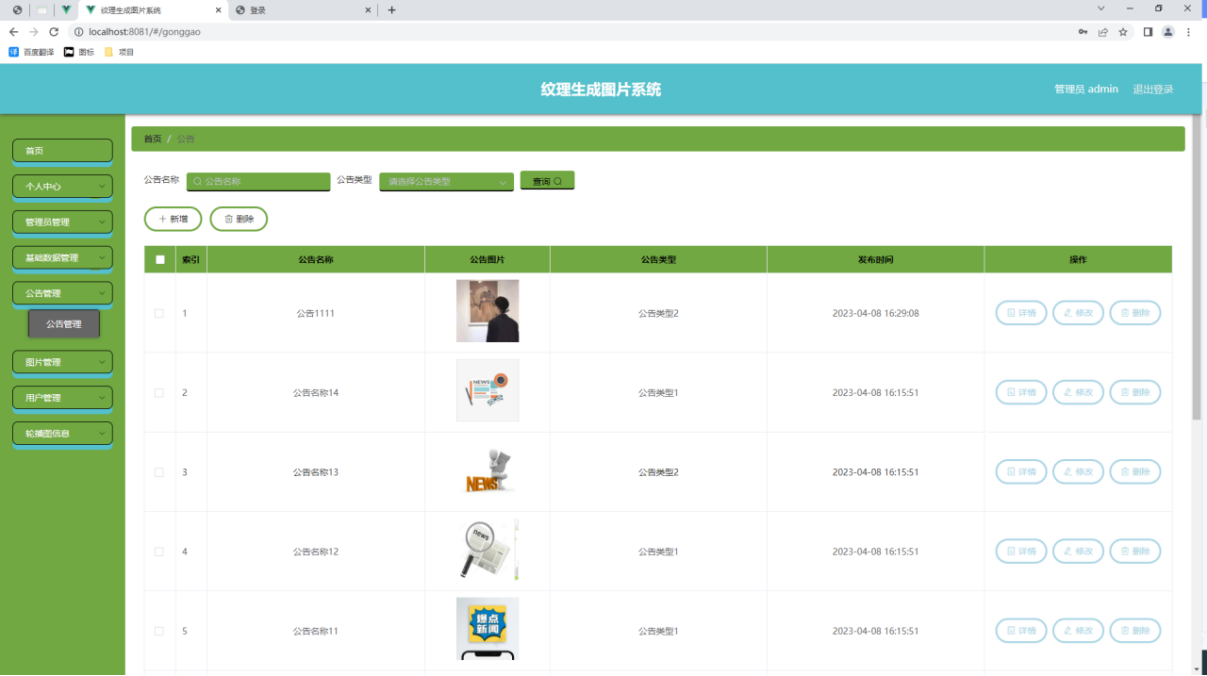 纹理生成图片系统
登录
localhost:8081/#/gonggao
百度翻译 图标 项目
纹理生成图片系统
管理员 admin 退出登录
首页
个人中心
管理员管理
基础数据管理
公告管理
公告管理
图片管理
用户管理
轮播图信息
首页 / 公告
公告名称 公告名称 公告类型 请选择公告类型 查询
新增 删除
索引 公告名称 公告图片 公告类型 发布时间 操作
1 公告1111 公告类型2 2023-04-08 16:29:08 详情 修改 删除
NEWS
2 公告名称14 公告类型1 2023-04-08 16:15:51 详情 修改 删除
3 公告名称13 公告类型2 2023-04-08 16:15:51 详情 修改 删除
NEWS
news
4 公告名称12 公告类型1 2023-04-08 16:15:51 详情 修改 删除
爆点
新闻
5 公告名称11 公告类型1 2023-04-08 16:15:51 详情 修改 删除